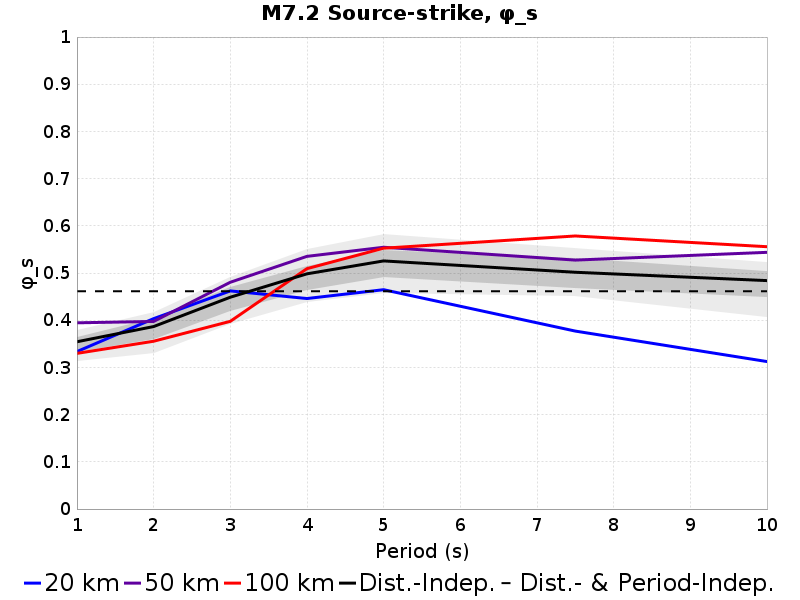 M7.2 Source-strike, φ_s
1
0.9
0.8
0.7
0.6
0.5
0.4
0.3
0.2
0.1
0
φ_s
1 2 3 4 5 6 7 8 9 10
Period (s)
20 km 50 km 100 km Dist.-Indep. Dist.- & Period-Indep.